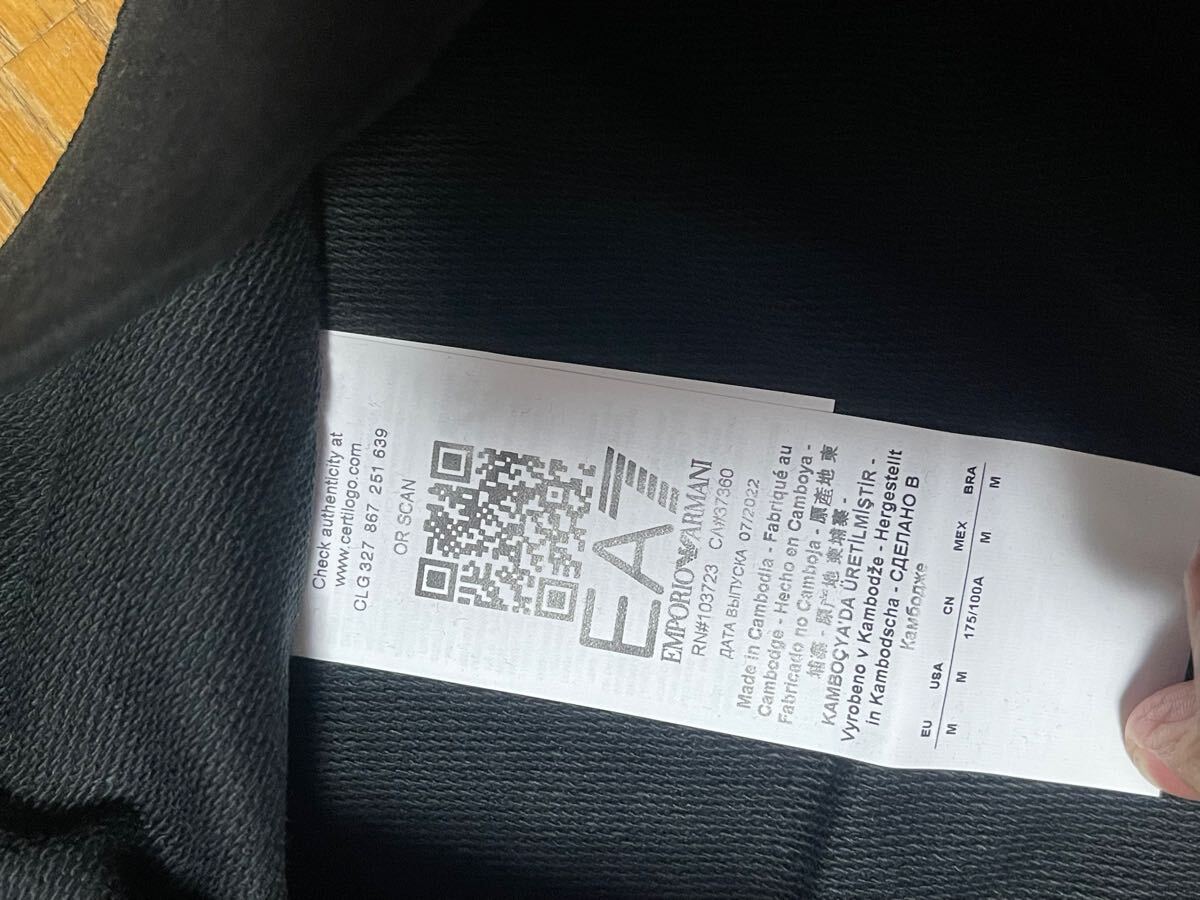 Check authenticity at
www.certilogo.com
CLG 327 867 251 639
OR SCAN
EA7
EMPORIO ARMANI
RN#103723 CA#37360
ДАТА ВЫПУСКА 07/2022
Made in Cambodia - Fabriqué au
Cambodge - Hecho en Camboya -
Fabricado no Camboja - 原產地 柬
埔寨 - 原产地 柬埔寨 -
KAMBOÇYA'DA ÜRETİLMİŞTİR -
Vyrobeno v Kambodže - Hergestellt
in Kambodscha - СДЕЛАНО В
Камбодже
EU USA CN MEX BRA
M M 175/100A M M